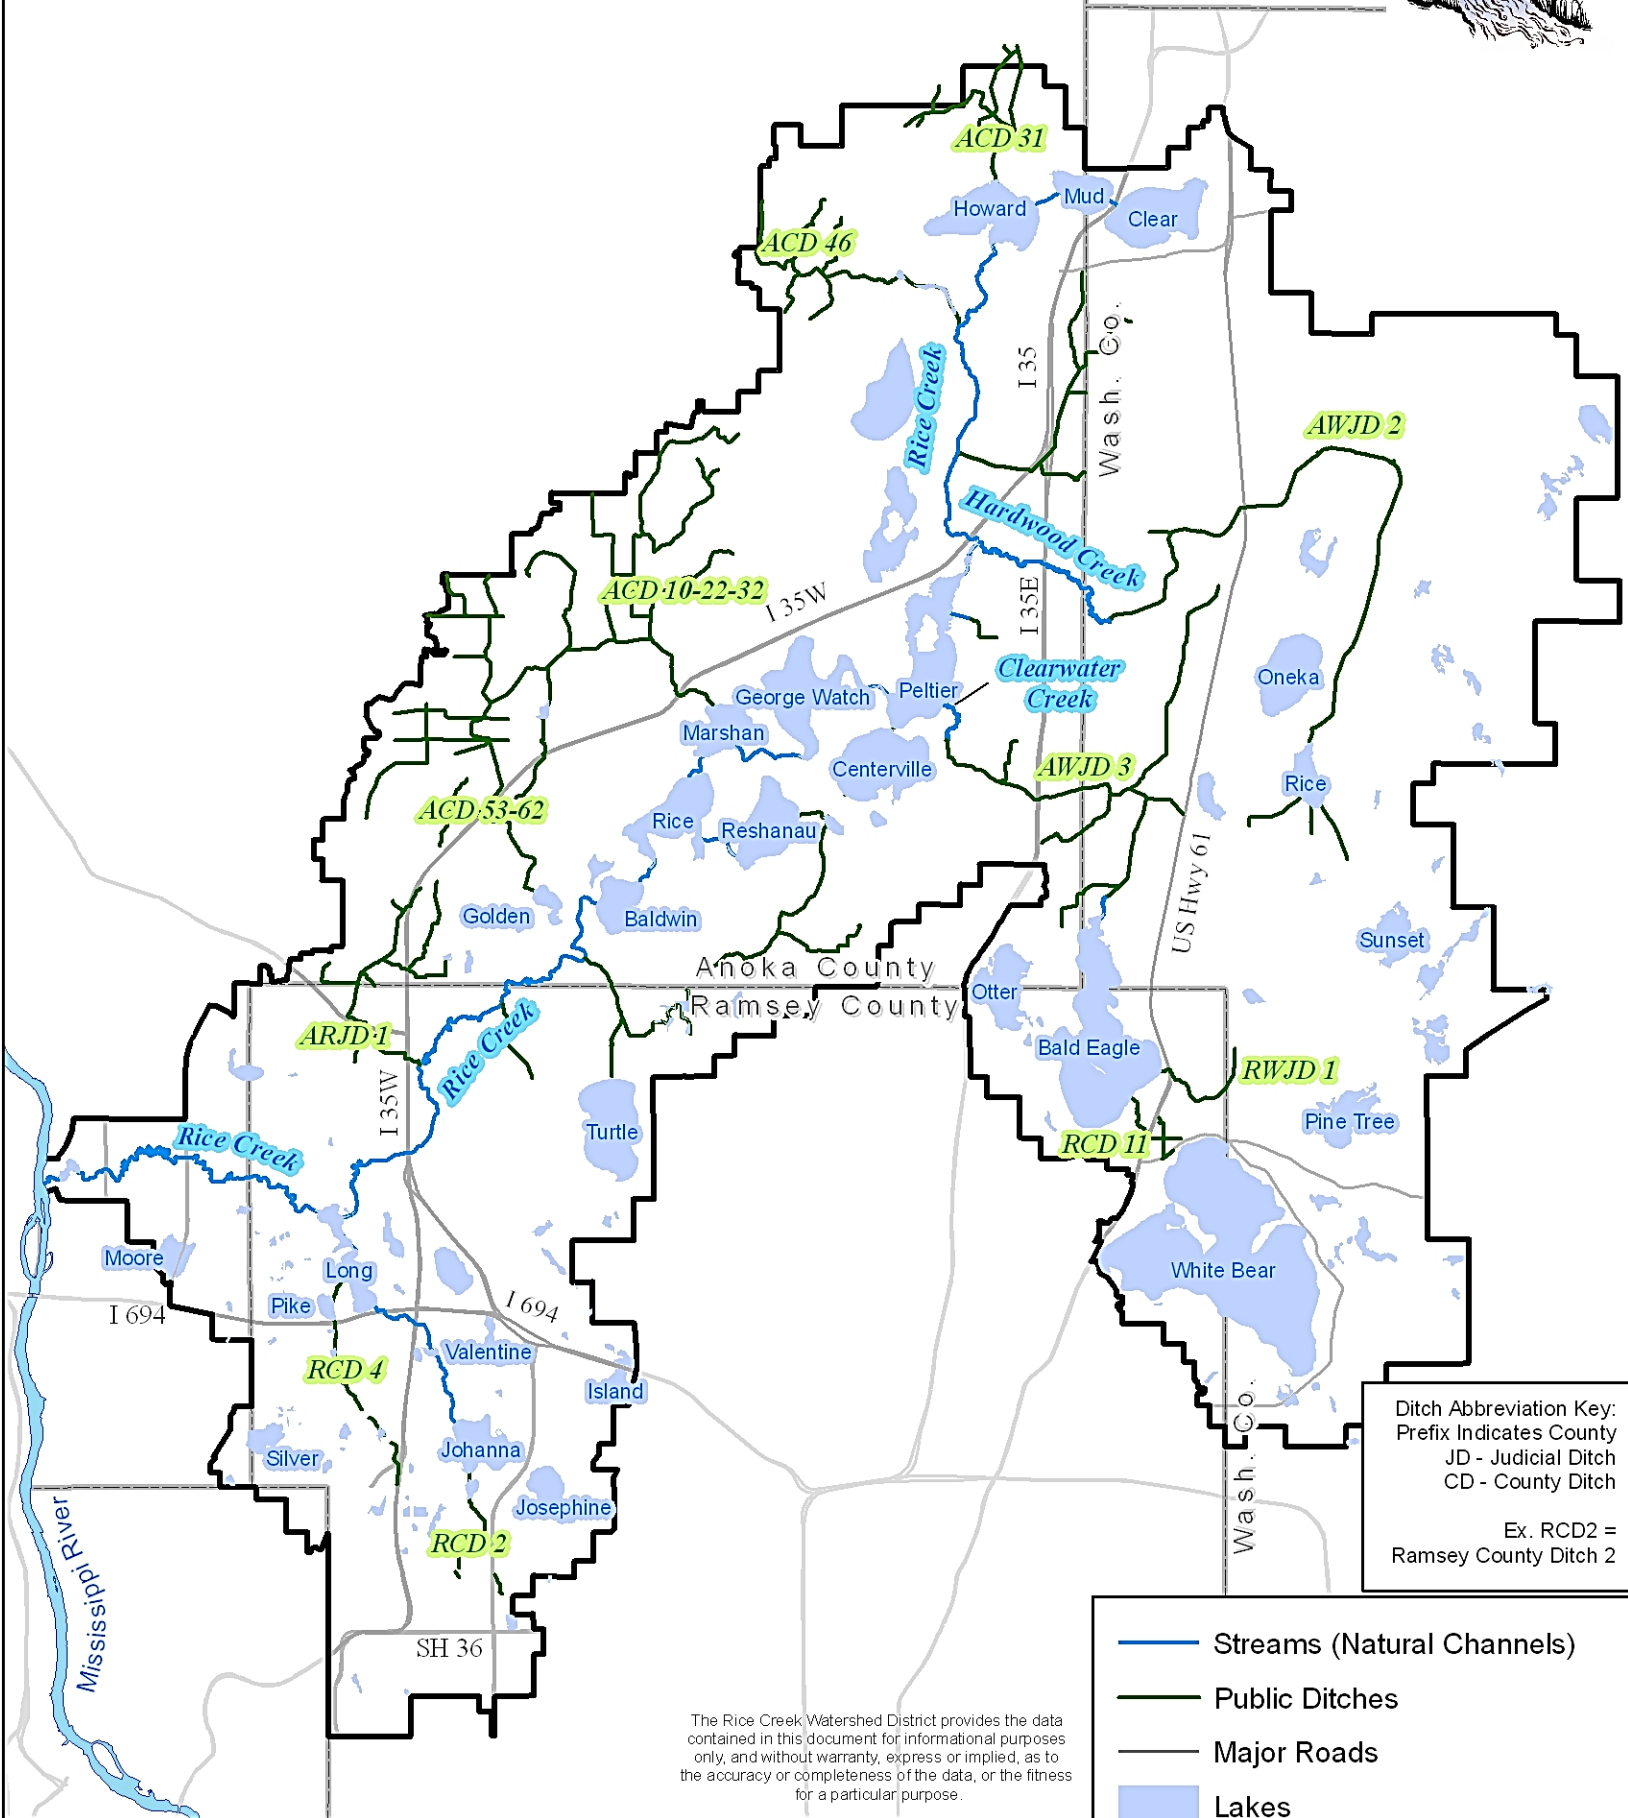 ACD 31
Howard
Mud
Clear
ACD 46
Rice Creek
I 35
Wash. Co.
AWJD 2
Hardwood Creek
ACD 10-22-32
I 35W
I 35E
Clearwater
Creek
Oneka
George Watch
Peltier
Marshan
Centerville
AWJD 3
Rice
ACD 53-62
Rice
Reshanau
US Hwy 61
Golden
Baldwin
Sunset
Anoka County
Ramsey County
Otter
ARJD 1
Rice Creek
Bald Eagle
RWJD 1
I 35W
Turtle
Pine Tree
Rice Creek
RCD 11
Moore
Long
White Bear
Pike
I 694
I 694
Valentine
RCD 4
Island
Silver
Johanna
Josephine
Wash. Co.
RCD 2
Mississippi River
SH 36
Ditch Abbreviation Key:
Prefix Indicates County
JD - Judicial Ditch
CD - County Ditch
Ex. RCD2 =
Ramsey County Ditch 2
Streams (Natural Channels)
Public Ditches
Major Roads
Lakes
The Rice Creek Watershed District provides the data
contained in this document for informational purposes
only, and without warranty, express or implied, as to
the accuracy or completeness of the data, or the fitness
for a particular purpose.